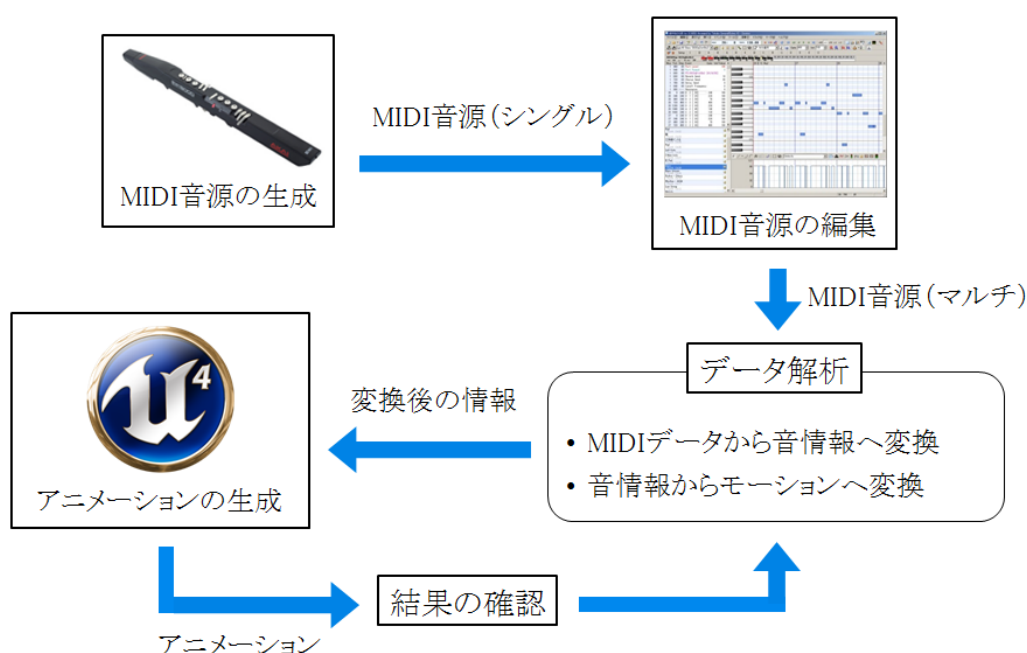 MIDI音源(シングル)
MIDI音源の生成
MIDI音源の編集
MIDI音源(マルチ)
データ解析
• MIDIデータから音情報へ変換
• 音情報からモーションへ変換
変換後の情報
U4
アニメーションの生成
結果の確認
アニメーション